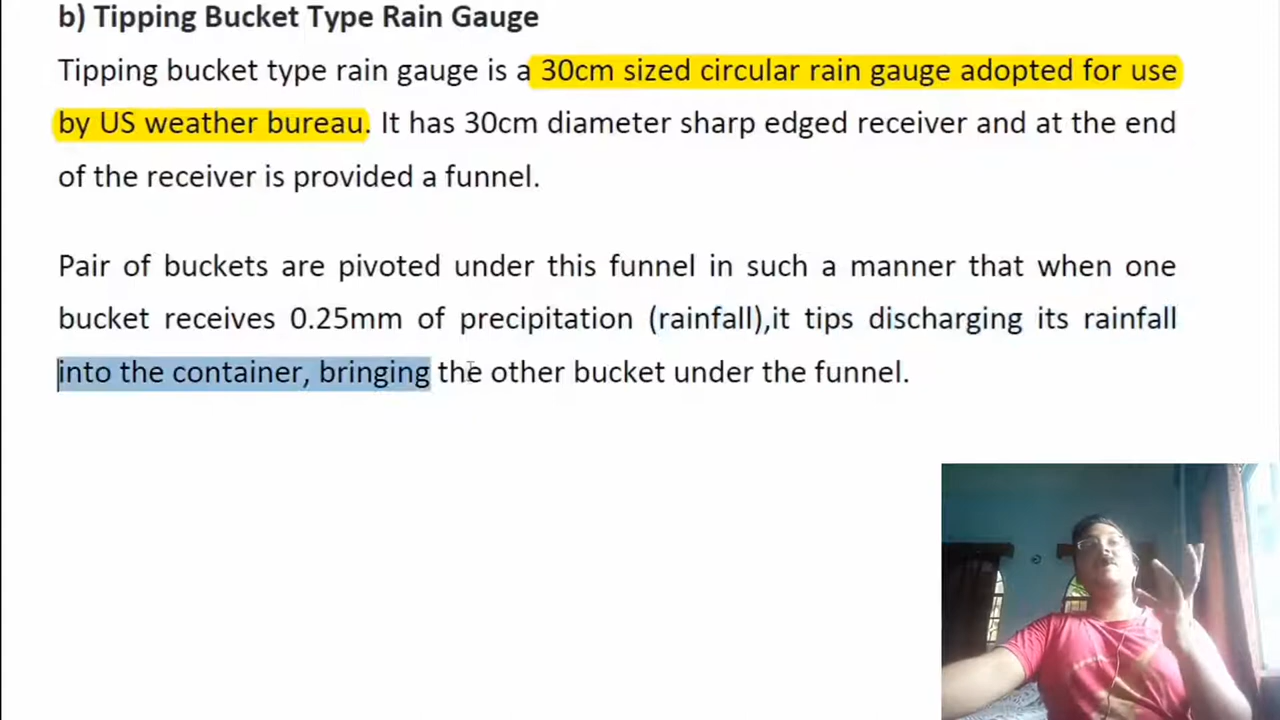 b) Tipping Bucket Type Rain Gauge
Tipping bucket type rain gauge is a 30cm sized circular rain gauge adopted for use
by US weather bureau. It has 30cm diameter sharp edged receiver and at the end
of the receiver is provided a funnel.
Pair of buckets are pivoted under this funnel in such a manner that when one
bucket receives 0.25mm of precipitation (rainfall),it tips discharging its rainfall
into the container, bringing the other bucket under the funnel.